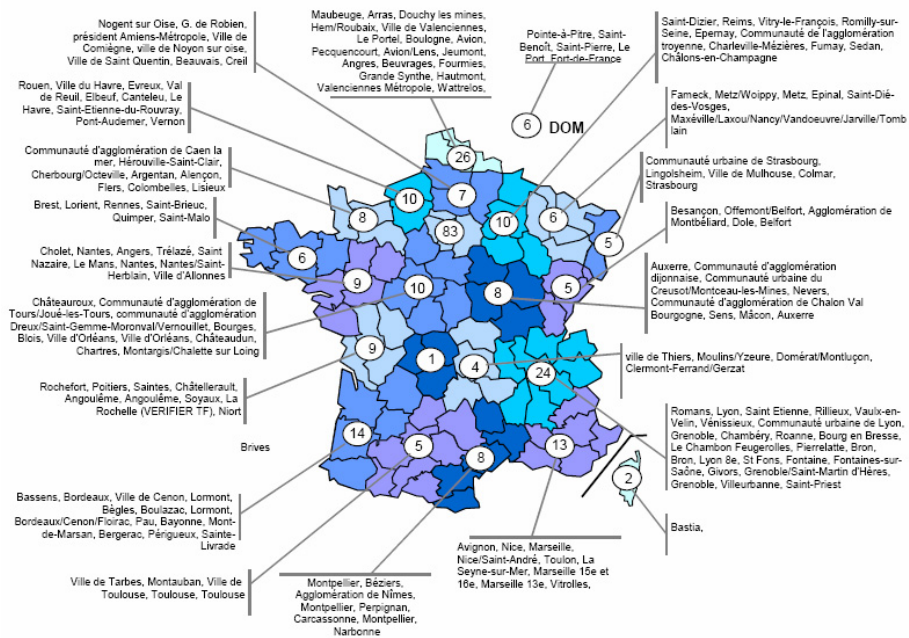 Nogent sur Oise, G. de Robien,
président Amiens-Métropole, Ville de
Comiègne, ville de Noyon sur oise,
Ville de Saint Quentin, Beauvais, Creil
Maubeuge, Arras, Douchy les mines,
Hem/Roubaix, Ville de Valenciennes,
Le Portel, Boulogne, Avion,
Pecquencourt, Avion/Lens, Jeumont,
Angres, Beuvrages, Fourmies,
Grande Synthe, Hautmont,
Valenciennes Métropole, Wattrelos,
Pointe-à-Pitre, Saint-
Benoît, Saint-Pierre, Le
Port, Fort-de-France
6 DOM
Saint-Dizier, Reims, Vitry-le-François, Romilly-sur-
Seine, Epernay, Communauté de l'agglomération
troyenne, Charleville-Mézières, Fumay, Sedan,
Châlons-en-Champagne
Rouen, Ville du Havre, Evreux, Val
de Reuil, Elbeuf, Canteleu, Le
Havre, Saint-Etienne-du-Rouvray,
Pont-Audemer, Vernon
Fameck, Metz/Woippy, Metz, Epinal, Saint-Dié-
des-Vosges,
Maxéville/Laxou/Nancy/Vandoeuvre/Jarville/Tomb
lain
Communauté d'agglomération de Caen la
mer, Hérouville-Saint-Clair,
Cherbourg/Octeville, Argentan, Alençon,
Flers, Colombelles, Lisieux
Communauté urbaine de Strasbourg,
Lingolsheim, Ville de Mulhouse, Colmar,
Strasbourg
Brest, Lorient, Rennes, Saint-Brieuc,
Quimper, Saint-Malo
Besançon, Offemont/Belfort, Agglomération de
Montbéliard, Dole, Belfort
Cholet, Nantes, Angers, Trélazé, Saint
Nazaire, Le Mans, Nantes, Nantes/Saint-
Herblain, Ville d'Allonnes
Auxerre, Communauté d'agglomération
dijonnaise, Communauté urbaine du
Creusot/Montceau-les-Mines, Nevers,
Communauté d'agglomération de Chalon Val
Bourgogne, Sens, Mâcon, Auxerre
Châteauroux, Communauté d'agglomération de
Tours/Joué-les-Tours, communauté d'agglomération
Dreux/Saint-Gemme-Moronval/Vernouillet, Bourges,
Blois, Ville d'Orléans, Ville d'Orléans, Châteaudun,
Chartres, Montargis/Chalette sur Loing
ville de Thiers, Moulins/Yzeure, Domérat/Montluçon,
Clermont-Ferrand/Gerzat
Rochefort, Poitiers, Saintes, Châtellerault,
Angoulême, Angoulême, Soyaux, La
Rochelle (VERIFIER TF), Niort
Romans, Lyon, Saint Etienne, Rillieux, Vaulx-en-
Velin, Vénissieux, Communauté urbaine de Lyon,
Grenoble, Chambéry, Roanne, Bourg en Bresse,
Le Chambon Feugerolles, Pierrelatte, Bron,
Bron, Lyon 8e, St Fons, Fontaine, Fontaines-sur-
Saône, Givors, Grenoble/Saint-Martin d'Hères,
Grenoble, Villeurbanne, Saint-Priest
Brives
Bassens, Bordeaux, Ville de Cenon, Lormont,
Bègles, Boulazac, Lormont,
Bordeaux/Cenon/Floirac, Pau, Bayonne, Mont-
de-Marsan, Bergerac, Périgueux, Sainte-
Livrade
Bastia,
Avignon, Nice, Marseille,
Nice/Saint-André, Toulon, La
Seyne-sur-Mer, Marseille 15e et
16e, Marseille 13e, Vitrolles,
Ville de Tarbes, Montauban, Ville de
Toulouse, Toulouse, Toulouse
Montpellier, Béziers,
Agglomération de Nîmes,
Montpellier, Perpignan,
Carcassonne, Montpellier,
Narbonne
26
7
10
10
6
8
83
5
6
9
10
8
5
9
1
4
24
14
5
8
13
2